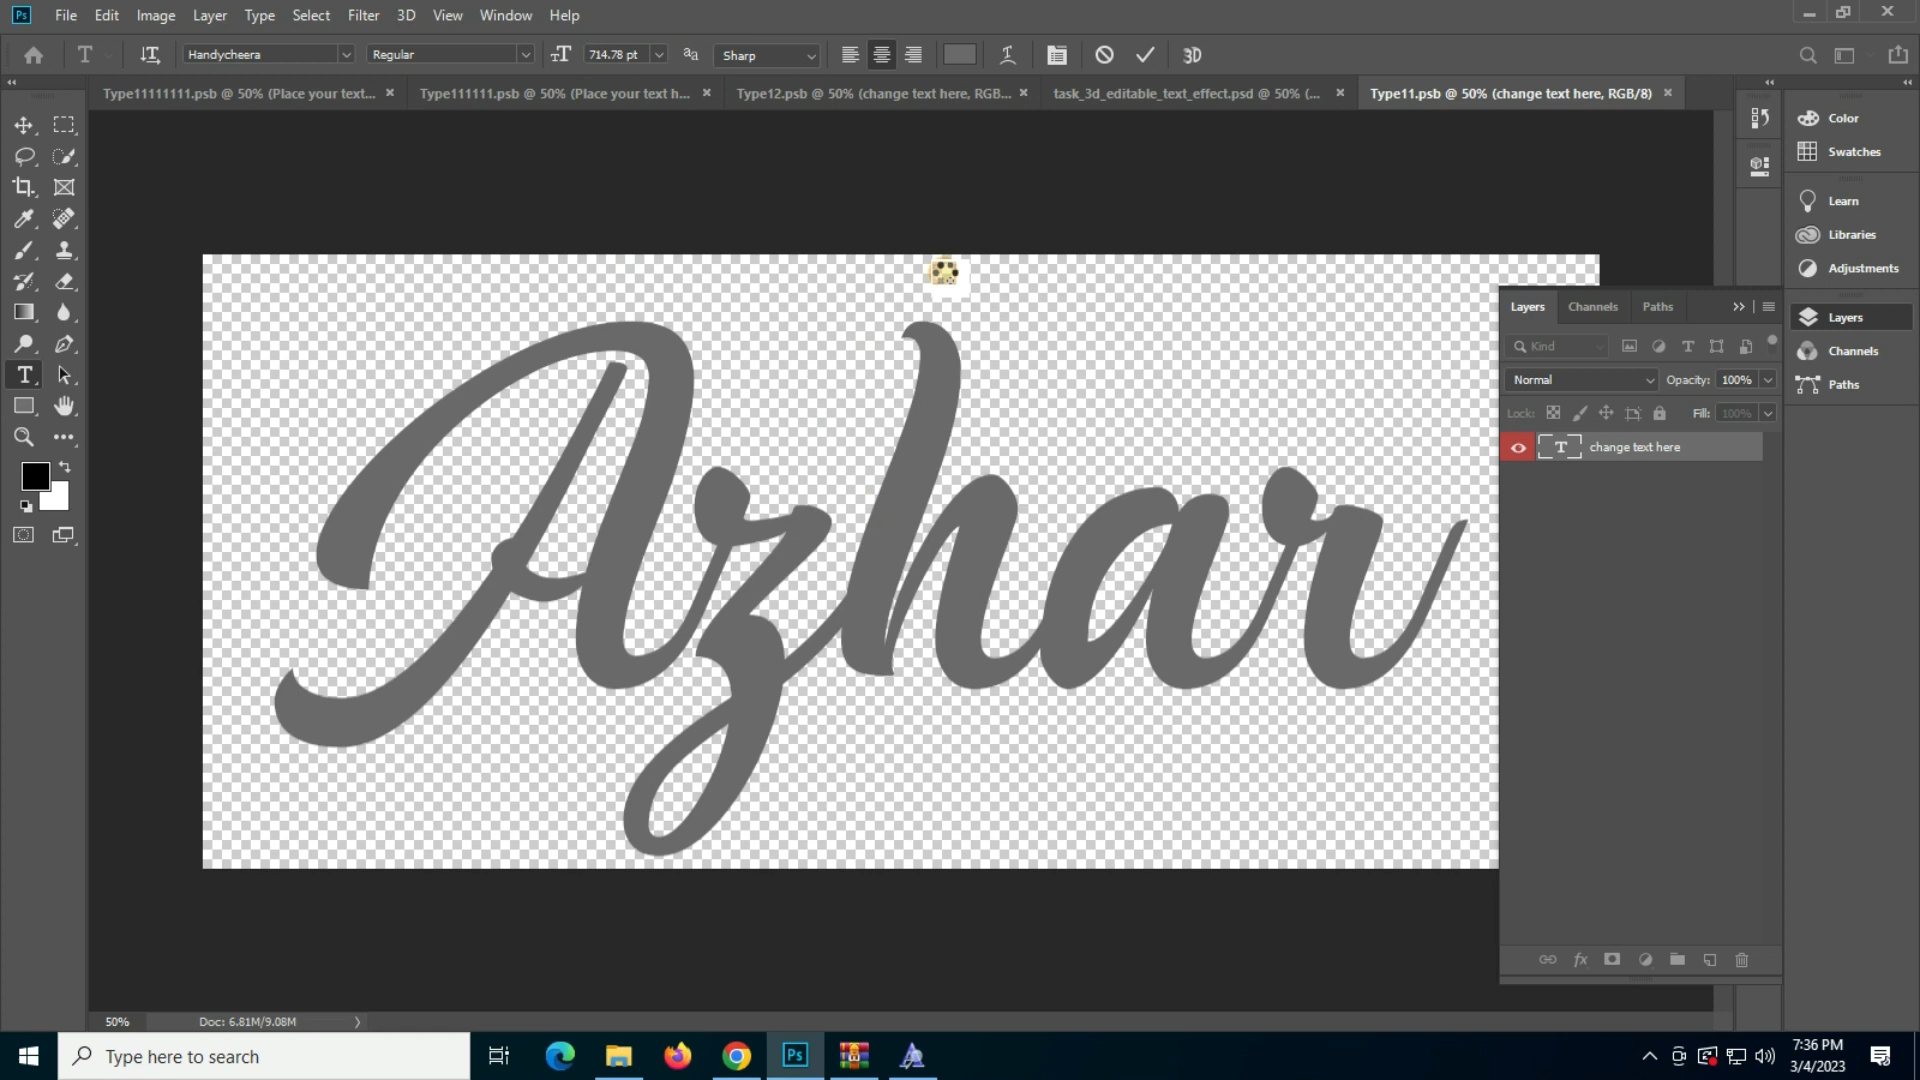 Ps File Edit Image Layer Type Select Filter 3D View Window Help
Handycheera Regular 714.78 pt Sharp 3D
Type11111111.psb @ 50% (Place your text... × Type111111.psb @ 50% (Place your text h... × Type12.psb @ 50% (change text here, RGB... × task_3d_editable_text_effect.psd @ 50% (... × Type11.psb @ 50% (change text here, RGB/8) ×
Color
Swatches
Learn
Libraries
Adjustments
Layers
Channels
Paths
Layers Channels Paths
Kind
Normal Opacity: 100%
Lock: Fill: 100%
T change text here
Azhar
50% Doc: 6.81M/9.08M
Type here to search
Ps
7:36 PM
3/4/2023